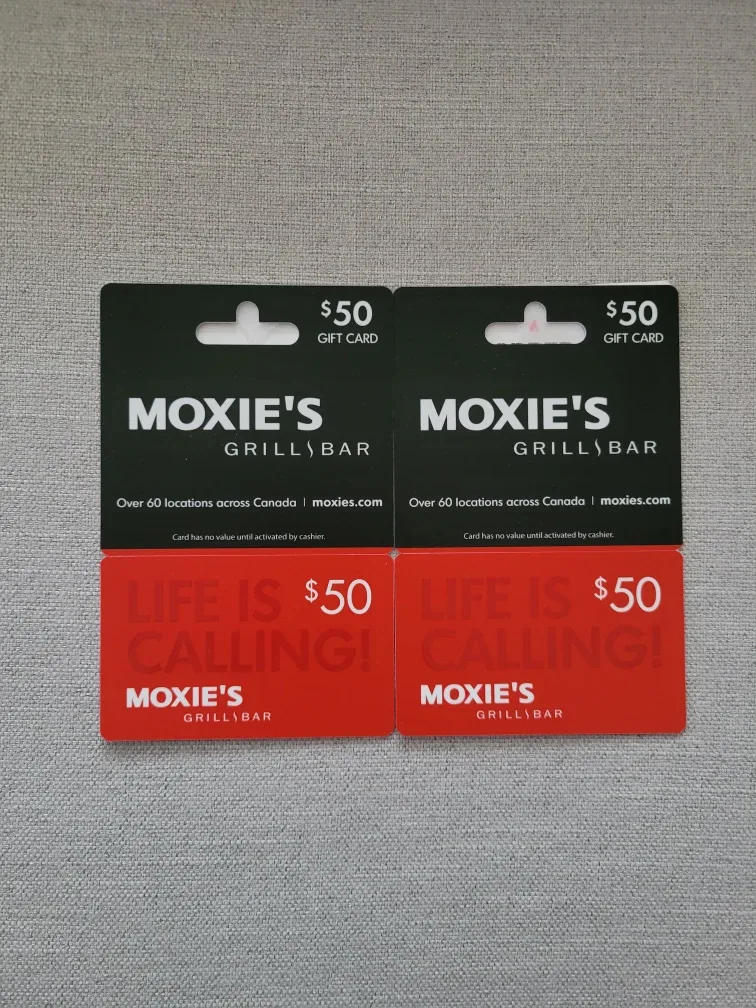 $50
GIFT CARD
MOXIE'S
GRILL BAR
Over 60 locations across Canada | moxies.com
Card has no value until activated by cashier.
LIFE IS
CALLING!
$50
MOXIE'S
GRILL BAR
$50
GIFT CARD
MOXIE'S
GRILL BAR
Over 60 locations across Canada | moxies.com
Card has no value until activated by cashier.
LIFE IS
CALLING!
$50
MOXIE'S
GRILL BAR